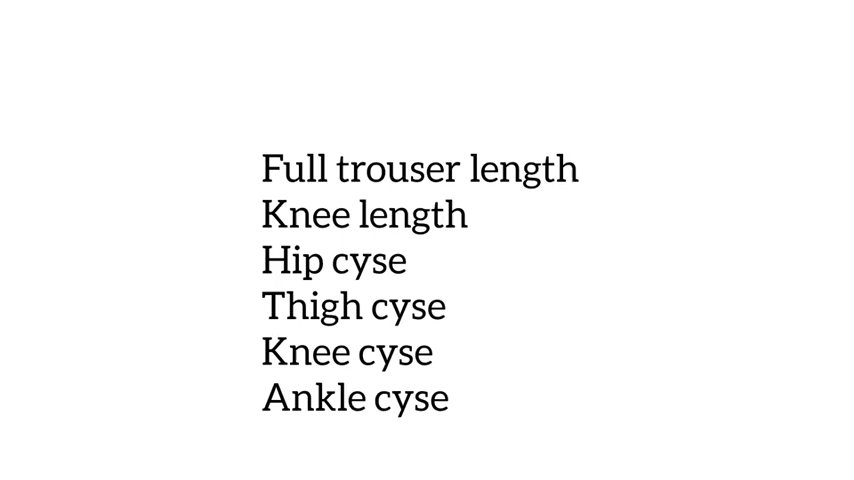 Full trouser length
Knee length
Hip cyse
Thigh cyse
Knee cyse
Ankle cyse